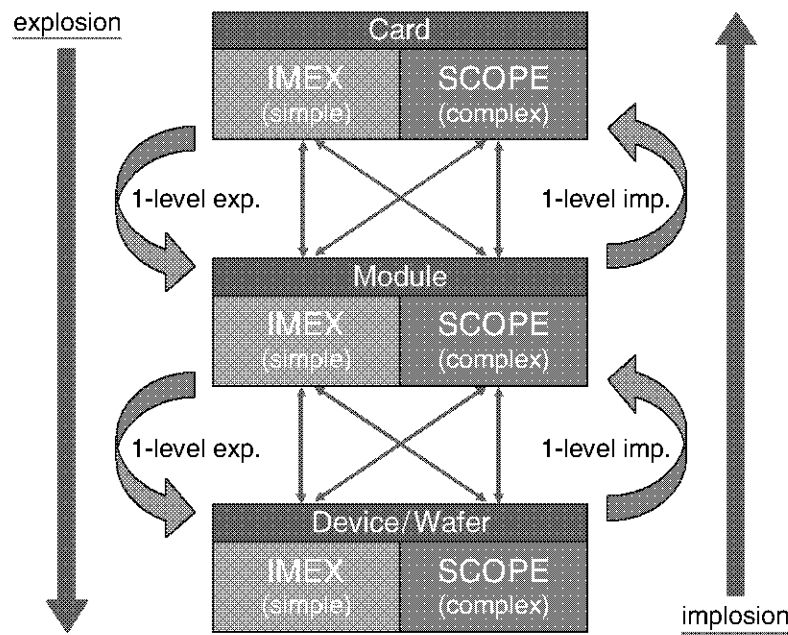 explosion
Card
IMEX SCOPE
(simple) (complex)
1-level exp. 1-level imp.
Module
IMEX SCOPE
(simple) (complex)
1-level exp. 1-level imp.
Device/Wafer
IMEX SCOPE
(simple) (complex)
implosion